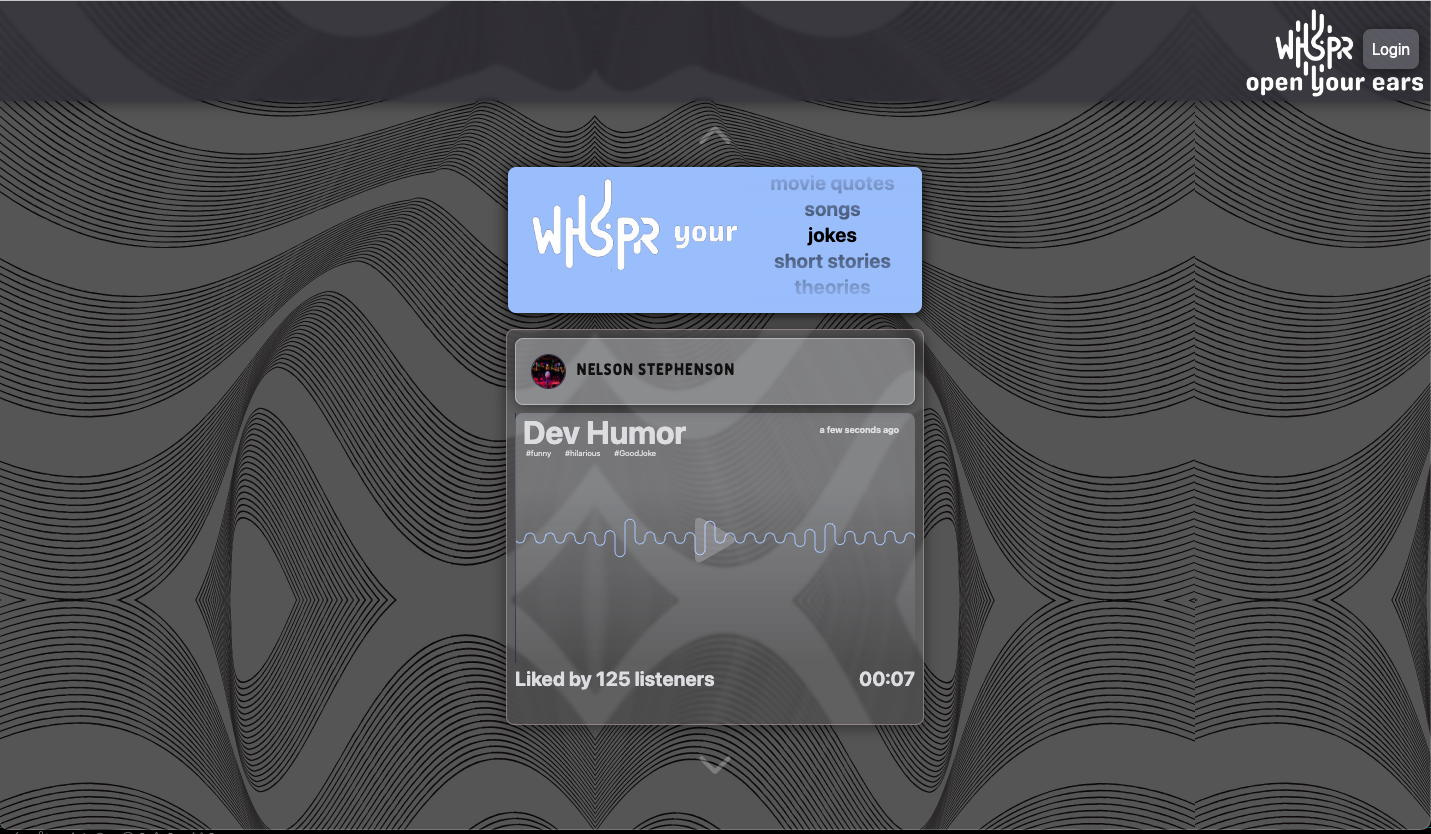 WHSPR
Login
open your ears
WHSPR your
movie quotes
songs
jokes
short stories
theories
NELSON STEPHENSON
Dev Humor
a few seconds ago
#funny #hilarious #GoodJoke
Liked by 125 listeners
00:07